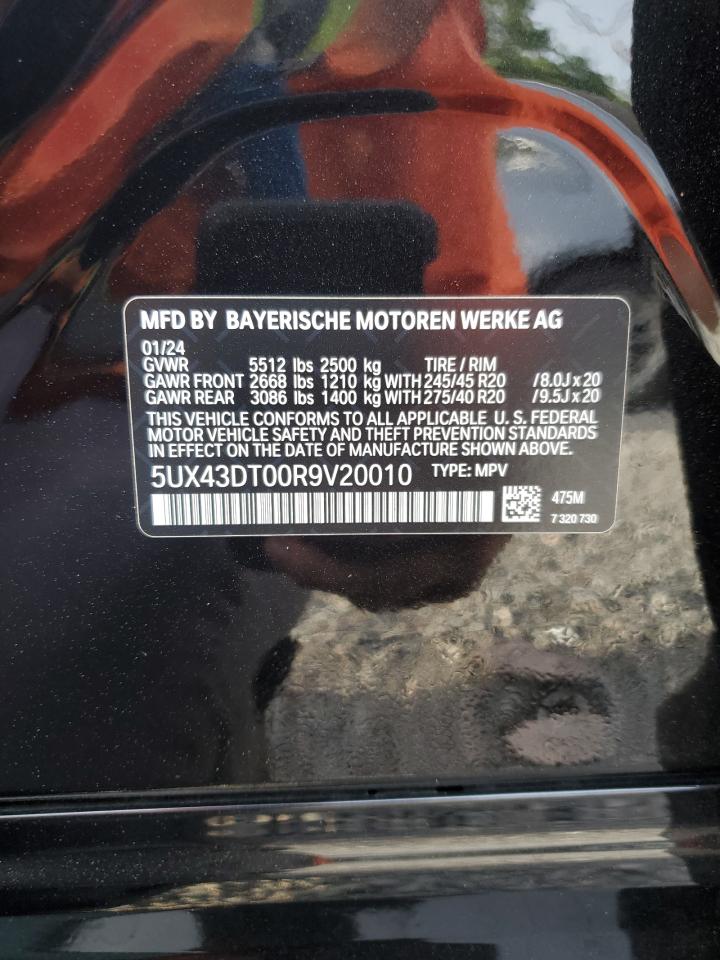 MFD BY BAYERISCHE MOTOREN WERKE AG
01/24
GVWR 5512 lbs 2500 kg TIRE / RIM
GAWR FRONT 2668 lbs 1210 kg WITH 245/45 R20 /8.0J x 20
GAWR REAR 3086 lbs 1400 kg WITH 275/40 R20 /9.5J x 20
THIS VEHICLE CONFORMS TO ALL APPLICABLE U. S. FEDERAL
MOTOR VEHICLE SAFETY AND THEFT PREVENTION STANDARDS
IN EFFECT ON THE DATE OF MANUFACTURE SHOWN ABOVE.
5UX43DT00R9V20010 TYPE: MPV
475M
7 320 730